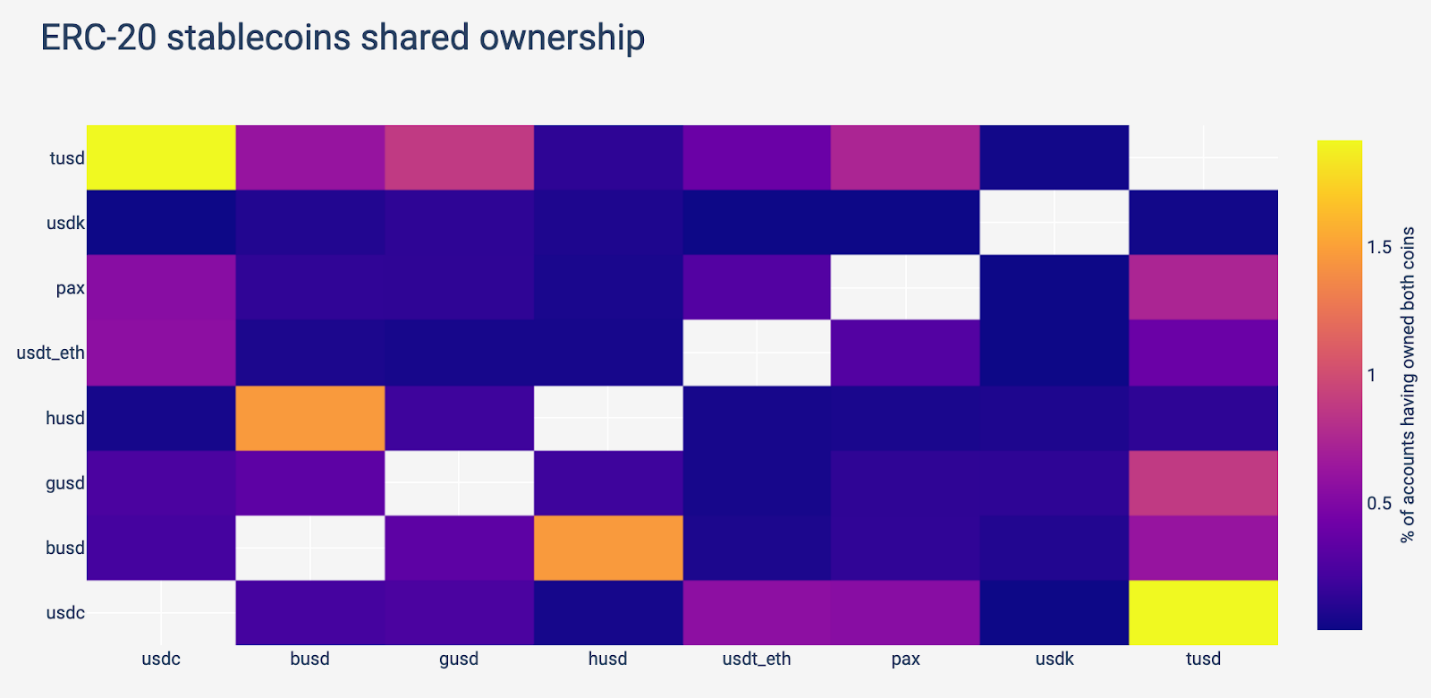 ERC-20 stablecoins shared ownership
tusd
usdk
pax
usdt_eth
husd
gusd
busd
usdc
usdc busd gusd husd usdt_eth pax usdk tusd
1.5
1
0.5
% of accounts having owned both coins